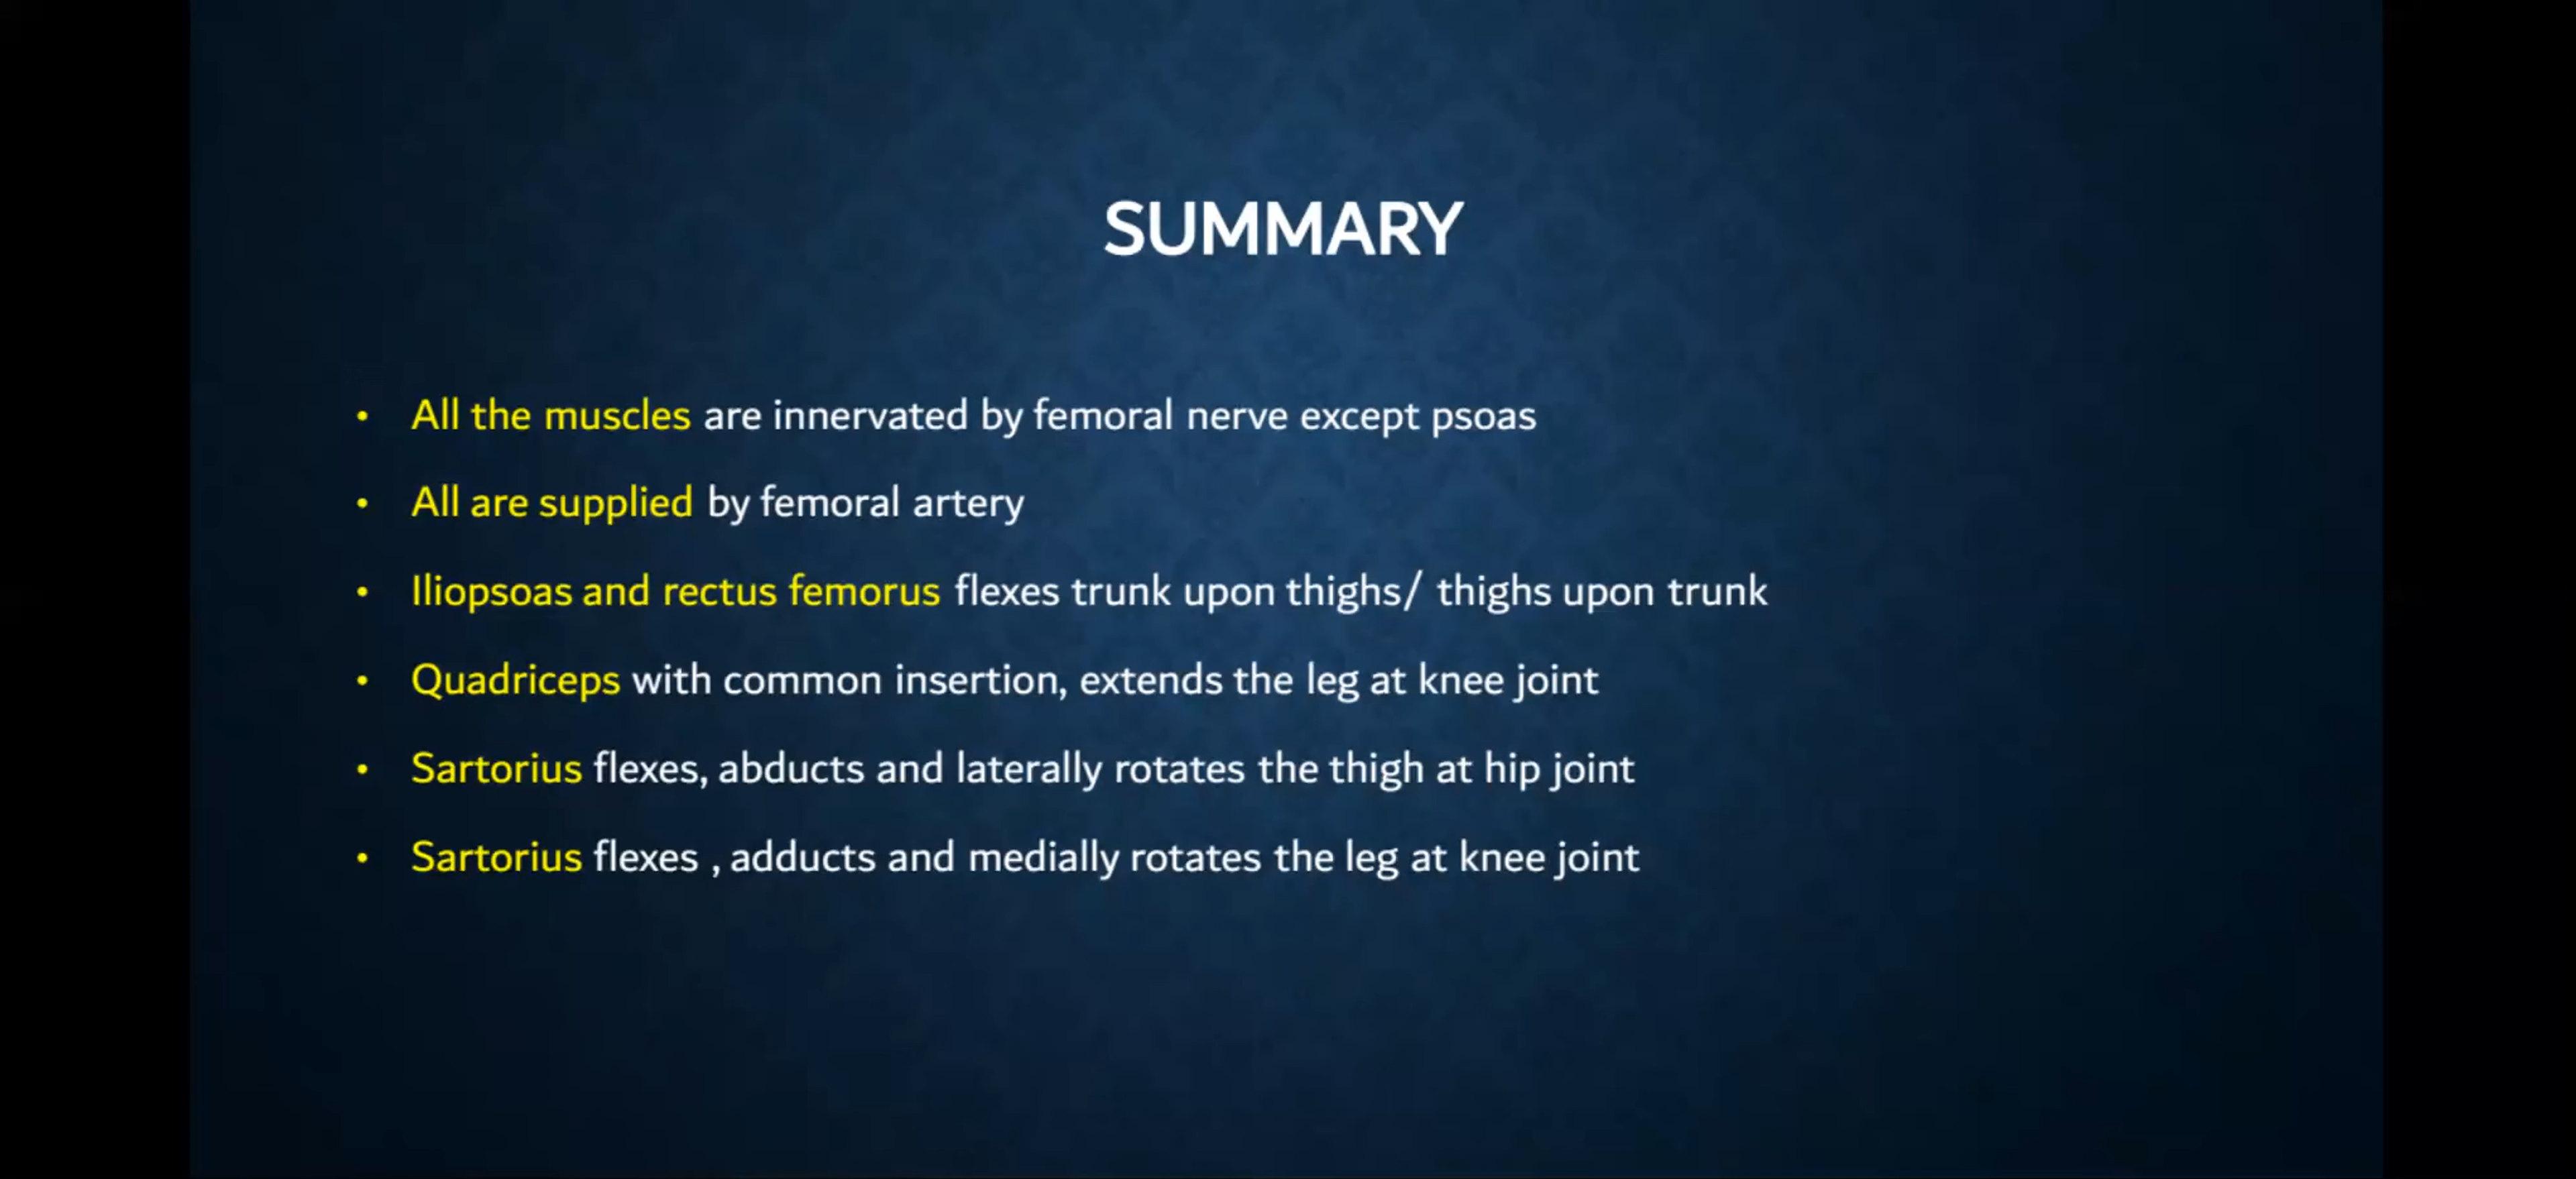 SUMMARY
• All the muscles are innervated by femoral nerve except psoas
• All are supplied by femoral artery
• Iliopsoas and rectus femorus flexes trunk upon thighs/ thighs upon trunk
• Quadriceps with common insertion, extends the leg at knee joint
• Sartorius flexes, abducts and laterally rotates the thigh at hip joint
• Sartorius flexes , adducts and medially rotates the leg at knee joint